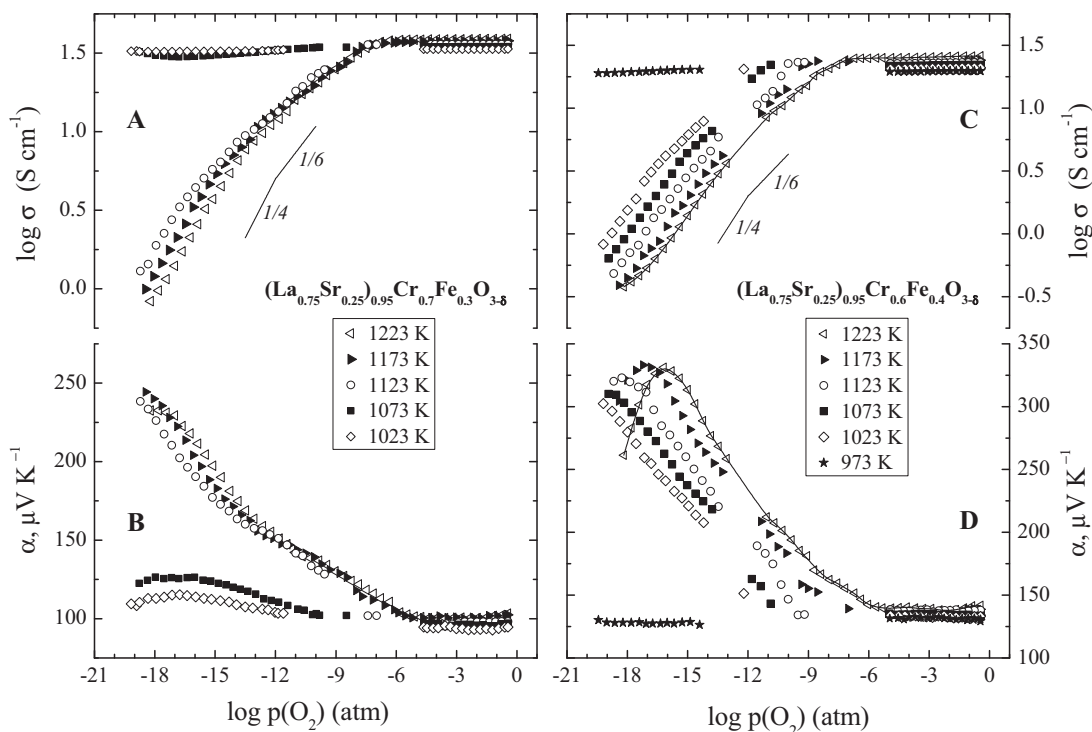 1.5
1.0
0.5
0.0
log σ (S cm⁻¹)
A
1/6
1/4
(La₀.₇₅Sr₀.₂₅)₀.₉₅Cr₀.₇Fe₀.₃O₃₋δ
1223 K
1173 K
1123 K
1073 K
1023 K
250
200
150
100
α, μV K⁻¹
B
-21 -18 -15 -12 -9 -6 -3 0
log p(O₂) (atm)
2.0
1.5
1.0
0.5
0.0
-0.5
log σ (S cm⁻¹)
C
1/6
1/4
(La₀.₇₅Sr₀.₂₅)₀.₉₅Cr₀.₆Fe₀.₄O₃₋δ
1223 K
1173 K
1123 K
1073 K
1023 K
973 K
350
300
250
200
150
100
50
α, μV K⁻¹
D
-18 -15 -12 -9 -6 -3 0
log p(O₂) (atm)